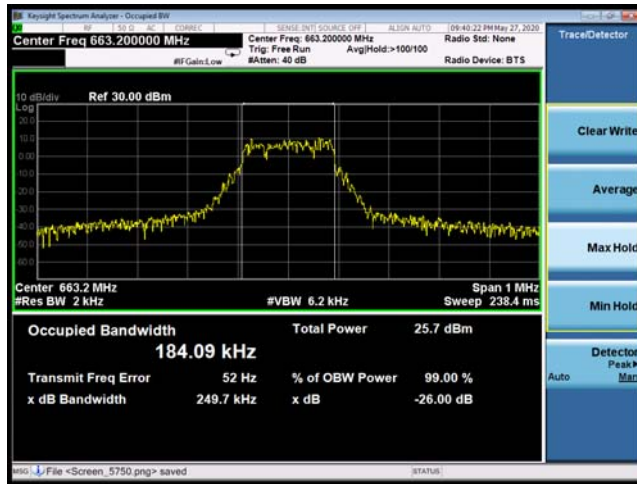 Keysight Spectrum Analyzer - Occupied BW
RF 50 Ω AC CORREC SENSE:INT SOURCE OFF ALIGN AUTO 09:40:22 PM May 27, 2020
Center Freq 663.200000 MHz
Center Freq: 663.200000 MHz
Radio Std: None
Trace/Detector
Trig: Free Run Avg|Hold:>100/100
#IFGain:Low
#Atten: 40 dB
Radio Device: BTS
10 dB/div Ref 30.00 dBm
Log
20.0
10.0
0.00
10.0
20.0
30.0
40.0
50.0
60.0
Clear Write
Average
Max Hold
Min Hold
Center 663.2 MHz
Span 1 MHz
#Res BW 2 kHz
#VBW 6.2 kHz
Sweep 238.4 ms
Occupied Bandwidth
Total Power 25.7 dBm
184.09 kHz
Transmit Freq Error 52 Hz
% of OBW Power 99.00 %
x dB Bandwidth 249.7 kHz
x dB -26.00 dB
Detector
Peak
Auto Man
MSG File <Screen_5750.png> saved
STATUS